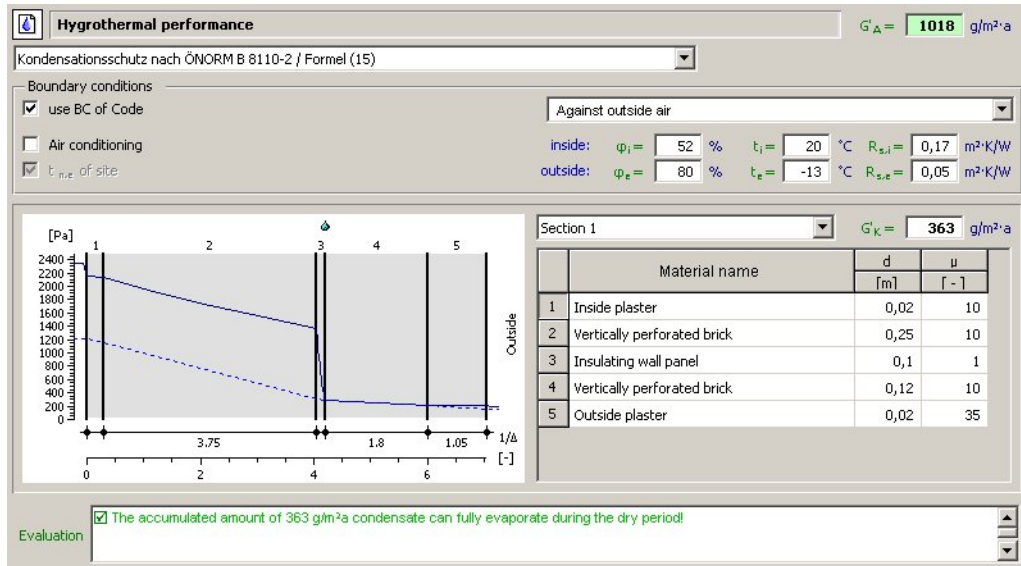 Hygrothermal performance
G'A = 1018 g/m²·a
Kondensationsschutz nach ÖNORM B 8110-2 / Formel (15)
Boundary conditions
use BC of Code
Against outside air
Air conditioning
inside: φi = 52 % ti = 20 °C Rs,i = 0,17 m²·K/W
t n,e of site
outside: φe = 80 % te = -13 °C Rs,e = 0,05 m²·K/W
[Pa]
1 2 3 4 5
2400
2200
2000
1800
1600
1400
1200
1000
800
600
400
200
0
Outside
3.75 1.8 1.05 1/Δ
[-]
0 2 4 6
Section 1
G'K = 363 g/m²·a
Material name d µ
[m] [-]
1 Inside plaster 0,02 10
2 Vertically perforated brick 0,25 10
3 Insulating wall panel 0,1 1
4 Vertically perforated brick 0,12 10
5 Outside plaster 0,02 35
Evaluation
The accumulated amount of 363 g/m²a condensate can fully evaporate during the dry period!